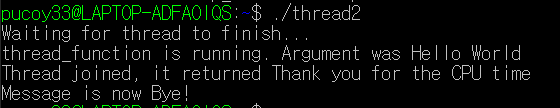 pucoy33@LAPTOP-ADFAOIQS:~$ ./thread2
Waiting for thread to finish...
thread_function is running. Argument was Hello World
Thread joined, it returned Thank you for the CPU time
Message is now Bye!